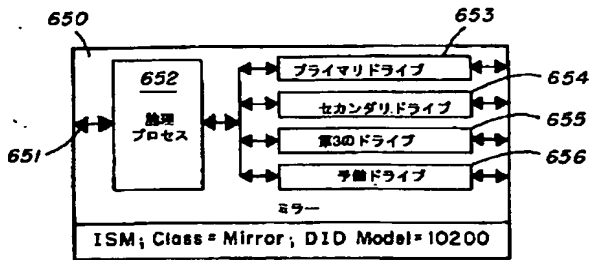 650
653
652
プライマリドライブ
654
セカンダリドライブ
論理
プロセス
655
651
第3のドライブ
656
予備ドライブ
ミラー
ISM; Class = Mirror; DID Model = 10200